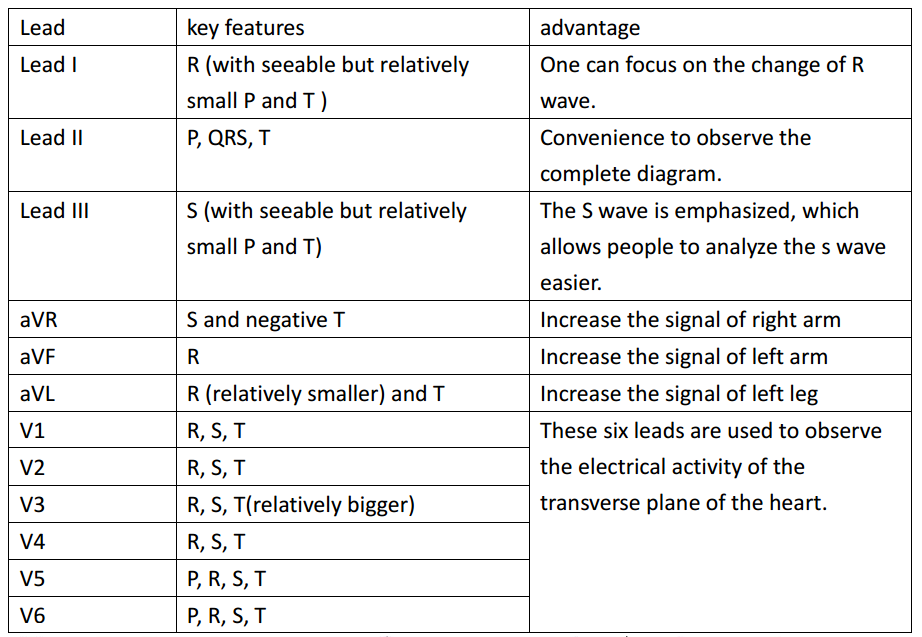 Lead key features advantage
Lead I R (with seeable but relatively One can focus on the change of R
small P and T ) wave.
Lead II P, QRS, T Convenience to observe the
complete diagram.
Lead III S (with seeable but relatively The S wave is emphasized, which
small P and T) allows people to analyze the s wave
easier.
aVR S and negative T Increase the signal of right arm
aVF R Increase the signal of left arm
aVL R (relatively smaller) and T Increase the signal of left leg
V1 R, S, T These six leads are used to observe
V2 R, S, T the electrical activity of the
V3 R, S, T(relatively bigger) transverse plane of the heart.
V4 R, S, T
V5 P, R, S, T
V6 P, R, S, T